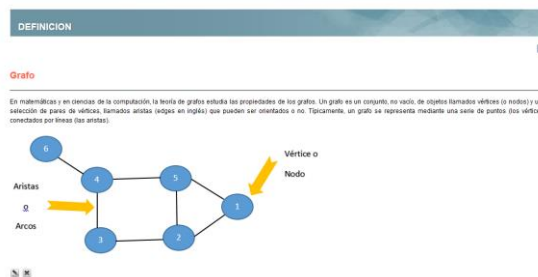 DEFINICION
Grafo
En matemáticas y en ciencias de la computación, la teoría de grafos estudia las propiedades de los grafos. Un grafo es un conjunto, no vacío, de objetos llamados vértices (o nodos) y u
selección de pares de vértices, llamados aristas (edges en inglés) que pueden ser orientados o no. Típicamente, un grafo se representa mediante una serie de puntos (los vértice
conectados por líneas (las aristas).
6
4
5
1
3
2
Vértice o
Nodo
Aristas
o
Arcos